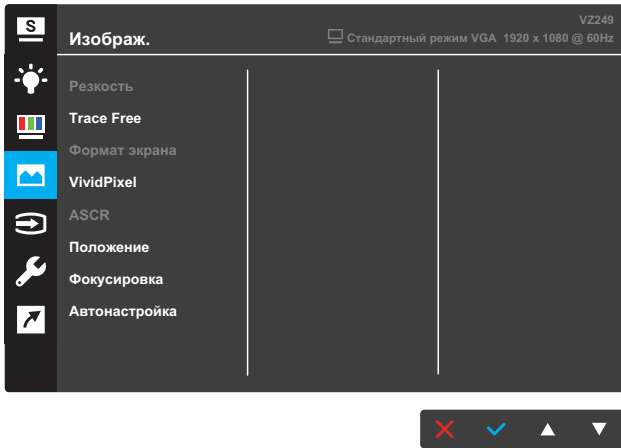 S
VZ249
Изображ.
Стандартный режим VGA 1920 x 1080 @ 60Hz
Резкость
Trace Free
Формат экрана
VividPixel
ASCR
Положение
Фокусировка
Автонастройка